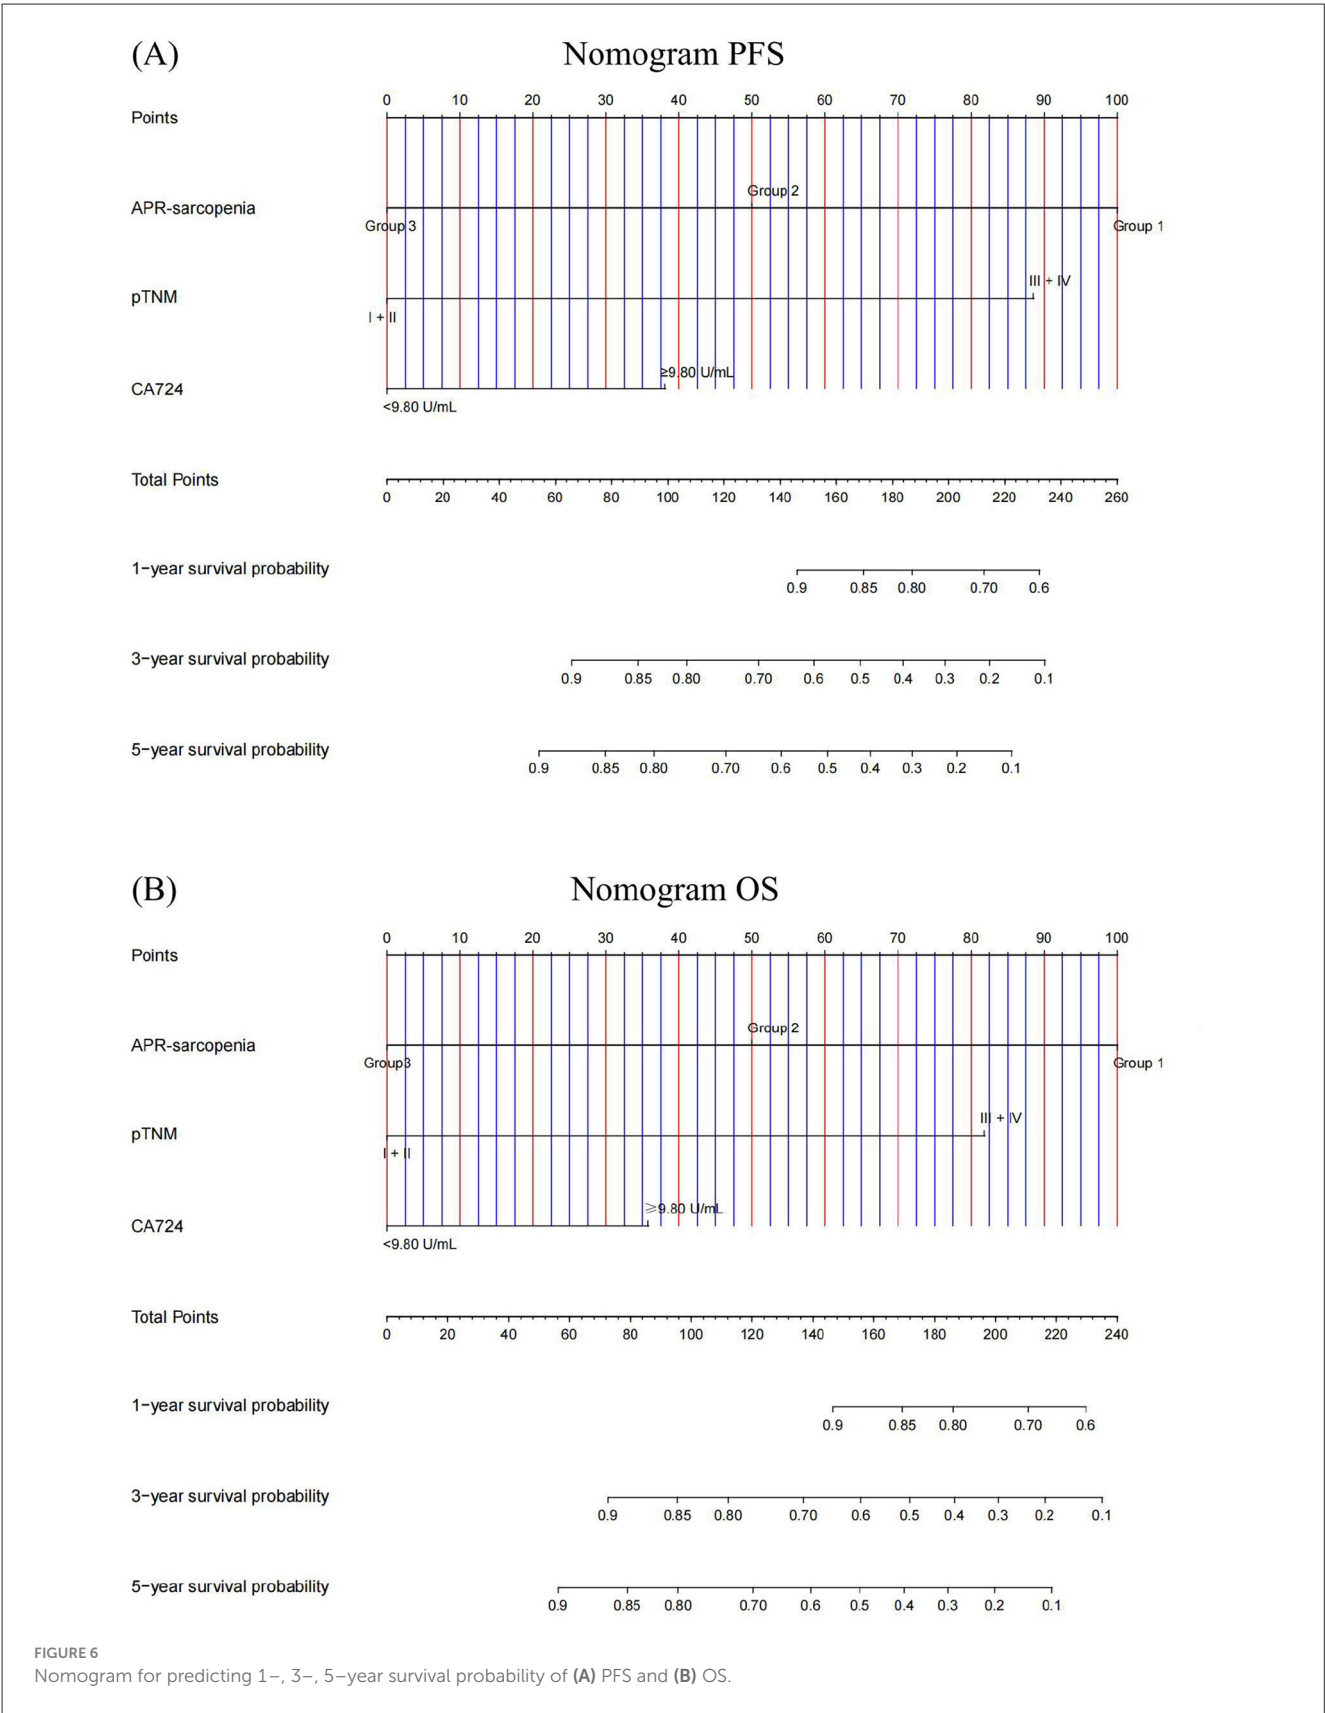 (A) Nomogram PFS
0 10 20 30 40 50 60 70 80 90 100
Points
Group 2
APR-sarcopenia
Group 3 Group 1
III + IV
pTNM
I + II
≥9.80 U/mL
CA724
<9.80 U/mL
Total Points
0 20 40 60 80 100 120 140 160 180 200 220 240 260
1−year survival probability
0.9 0.85 0.80 0.70 0.6
3−year survival probability
0.9 0.85 0.80 0.70 0.6 0.5 0.4 0.3 0.2 0.1
5−year survival probability
0.9 0.85 0.80 0.70 0.6 0.5 0.4 0.3 0.2 0.1
(B) Nomogram OS
0 10 20 30 40 50 60 70 80 90 100
Points
Group 2
APR-sarcopenia
Group3 Group 1
III + IV
pTNM
I + II
⩾9.80 U/mL
CA724
<9.80 U/mL
Total Points
0 20 40 60 80 100 120 140 160 180 200 220 240
1−year survival probability
0.9 0.85 0.80 0.70 0.6
3−year survival probability
0.9 0.85 0.80 0.70 0.6 0.5 0.4 0.3 0.2 0.1
5−year survival probability
0.9 0.85 0.80 0.70 0.6 0.5 0.4 0.3 0.2 0.1
FIGURE 6
Nomogram for predicting 1–, 3–, 5–year survival probability of (A) PFS and (B) OS.